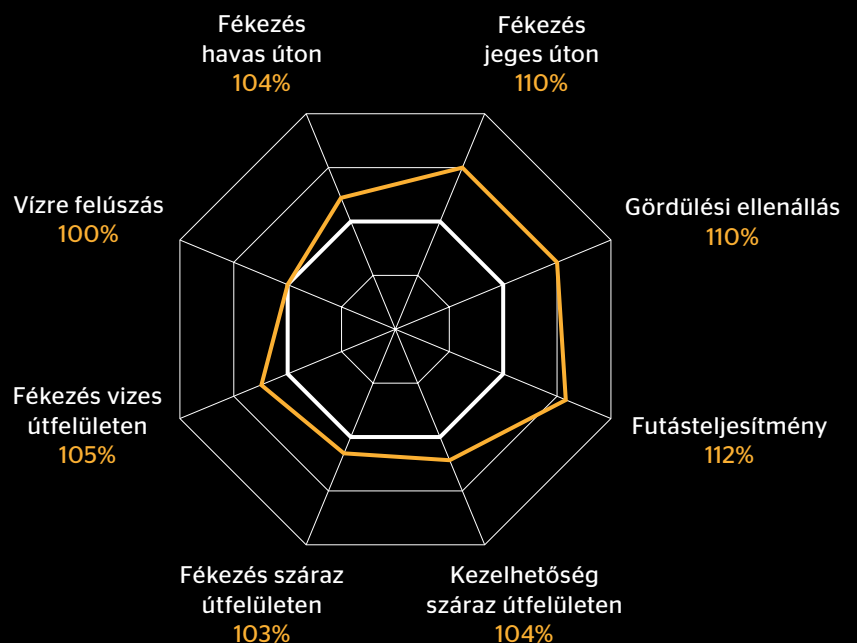 Fékezés
havas úton
104%
Fékezés
jeges úton
110%
Vízre felúszás
100%
Gördülési ellenállás
110%
Fékezés vizes
útfelületen
105%
Futásteljesítmény
112%
Fékezés száraz
útfelületen
103%
Kezelhetőség
száraz útfelületen
104%